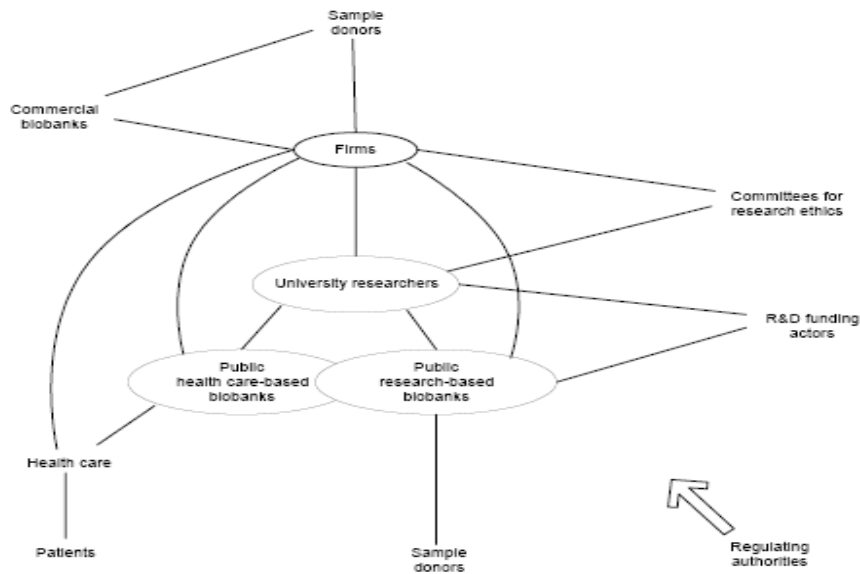 Sample
donors
Commercial
biobanks
Firms
Committees for
research ethics
University researchers
R&D funding
actors
Public
health care-based
biobanks
Public
research-based
biobanks
Health care
Patients
Sample
donors
Regulating
authorities